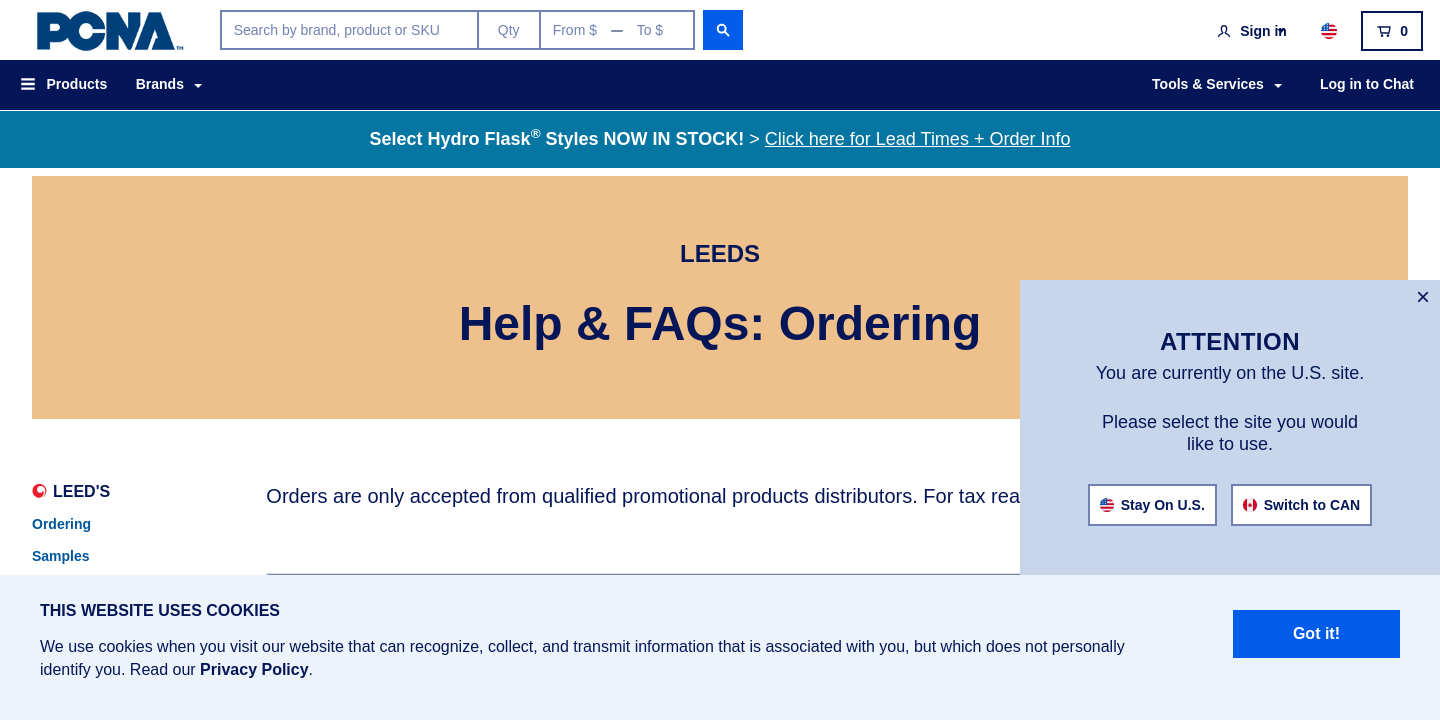 PCNA™
Search by brand, product or SKU
Qty
From $ — To $
Sign in
0
Products
Brands
Tools & Services
Log in to Chat
Select Hydro Flask® Styles NOW IN STOCK! > Click here for Lead Times + Order Info
LEEDS
Help & FAQs: Ordering
×
ATTENTION
You are currently on the U.S. site.
Please select the site you would
like to use.
Stay On U.S.
Switch to CAN
LEED'S
Ordering
Samples
Orders are only accepted from qualified promotional products distributors. For tax
THIS WEBSITE USES COOKIES
We use cookies when you visit our website that can recognize, collect, and transmit information that is associated with you, but which does not personally
identify you. Read our Privacy Policy.
Got it!